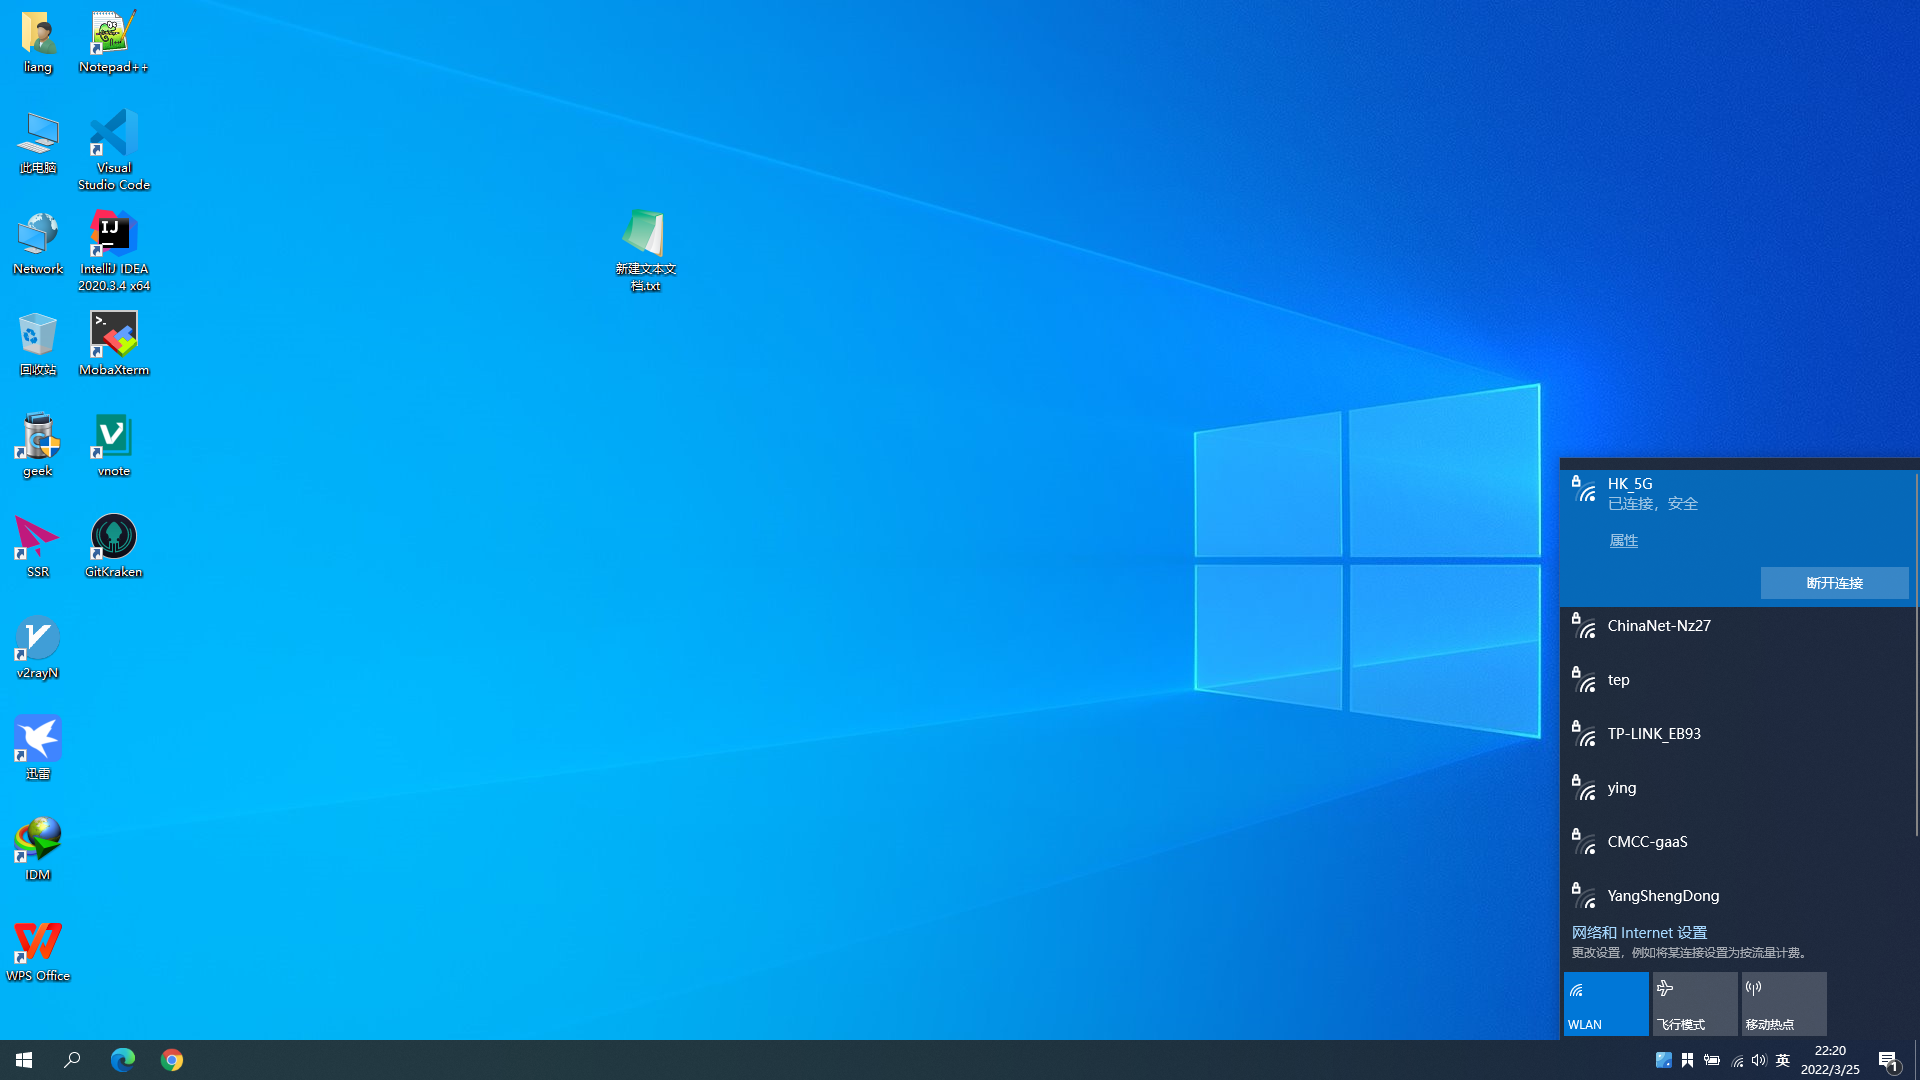 liang
Notepad++
此电脑
Visual
Studio Code
Network
IntelliJ IDEA
2020.3.4 x64
新建文本文
档.txt
回收站
MobaXterm
geek
vnote
SSR
GitKraken
v2rayN
迅雷
IDM
WPS Office
HK_5G
已连接，安全
属性
断开连接
ChinaNet-Nz27
tep
TP-LINK_EB93
ying
CMCC-gaaS
YangShengDong
网络和 Internet 设置
更改设置，例如将某连接设置为按流量计费。
WLAN
飞行模式
移动热点
英
22:20
2022/3/25
1